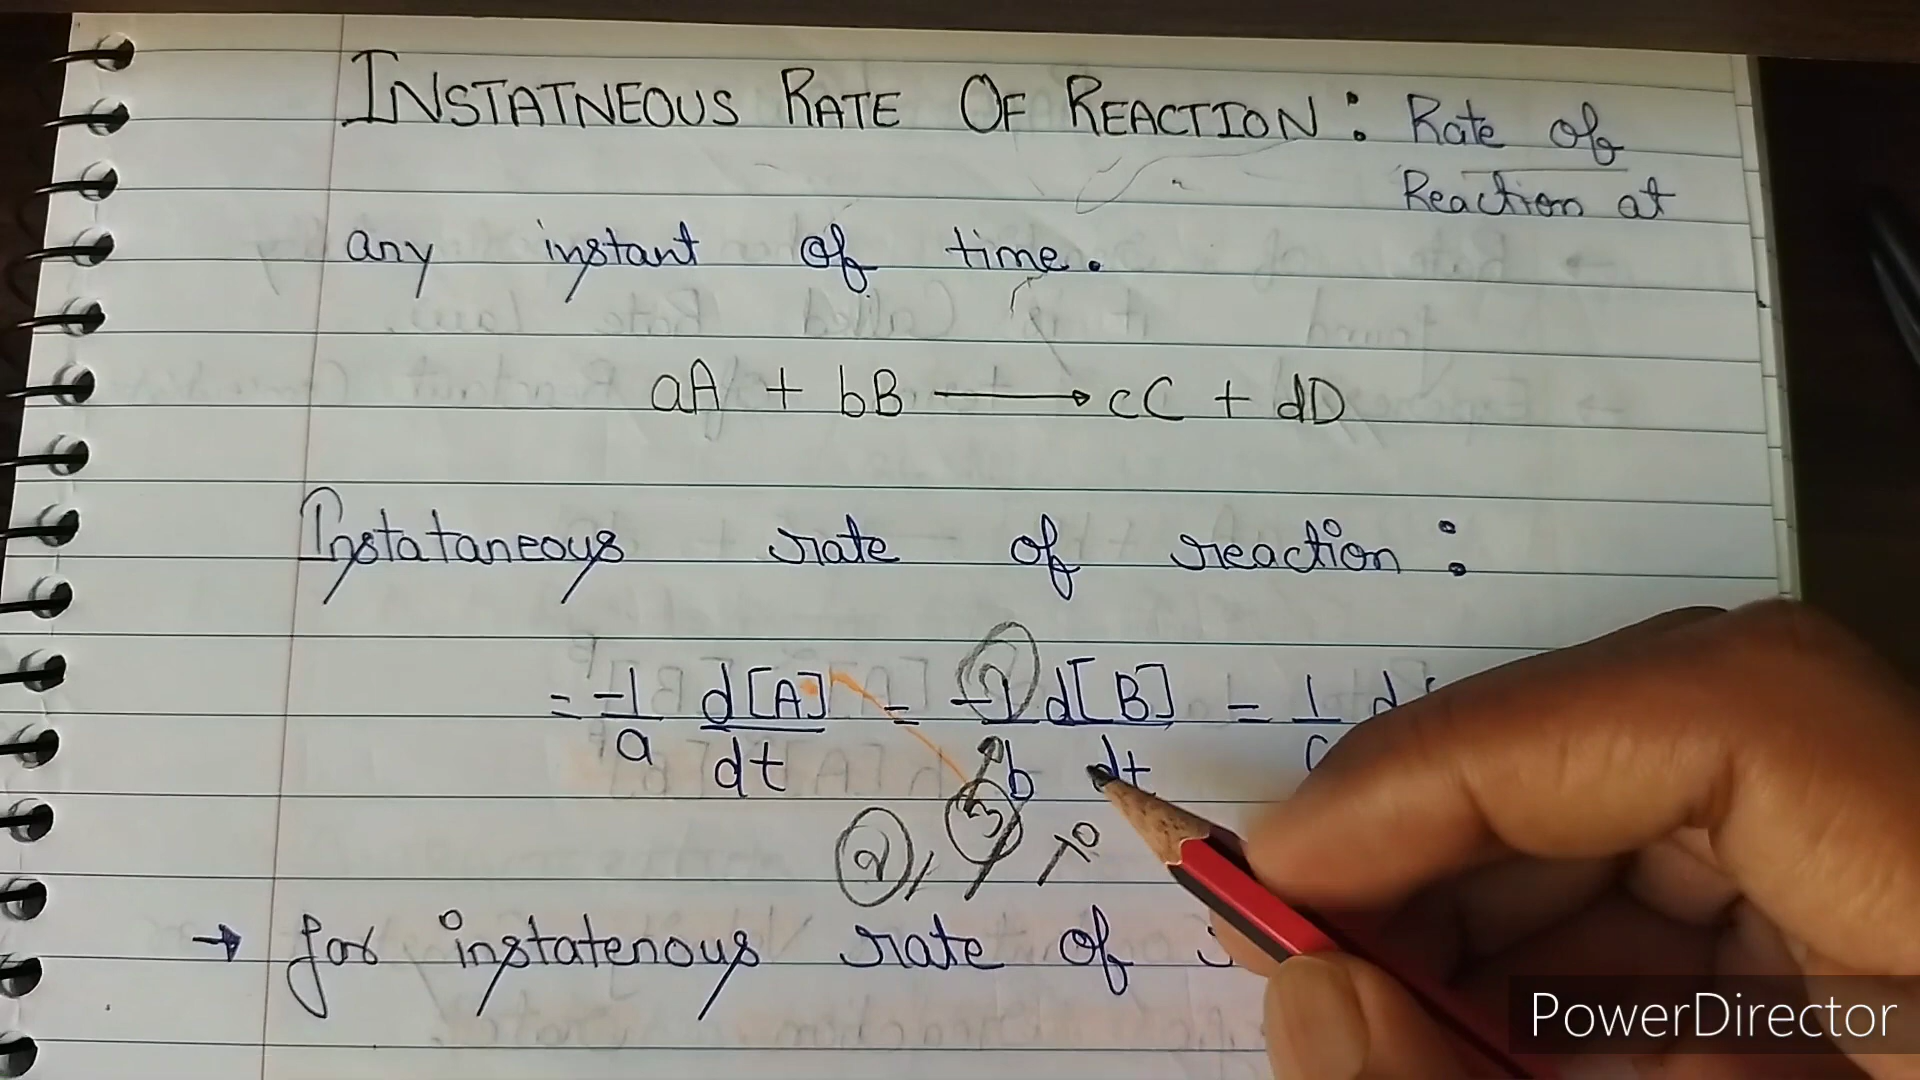 INSTATNEOUS RATE OF REACTION : Rate of
Reaction at
any instant of time.
aA + bB → cC + dD
Instataneous rate of reaction :
= -1/a d[A]/dt = -1/b d[B]/dt = 1/c d[
2, 3, 10
→ for instatenous rate of
PowerDirector